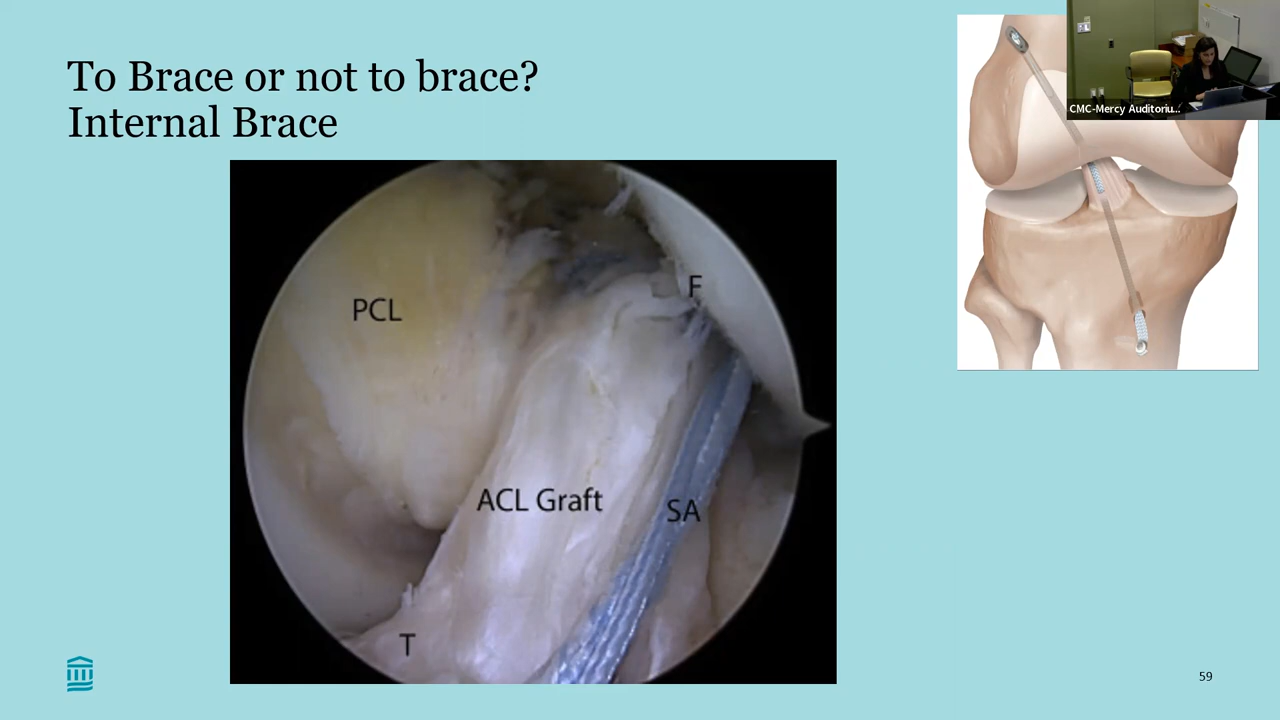 To Brace or not to brace?
Internal Brace
CMC-Mercy Auditoriu...
PCL
F
ACL Graft
SA
T
59